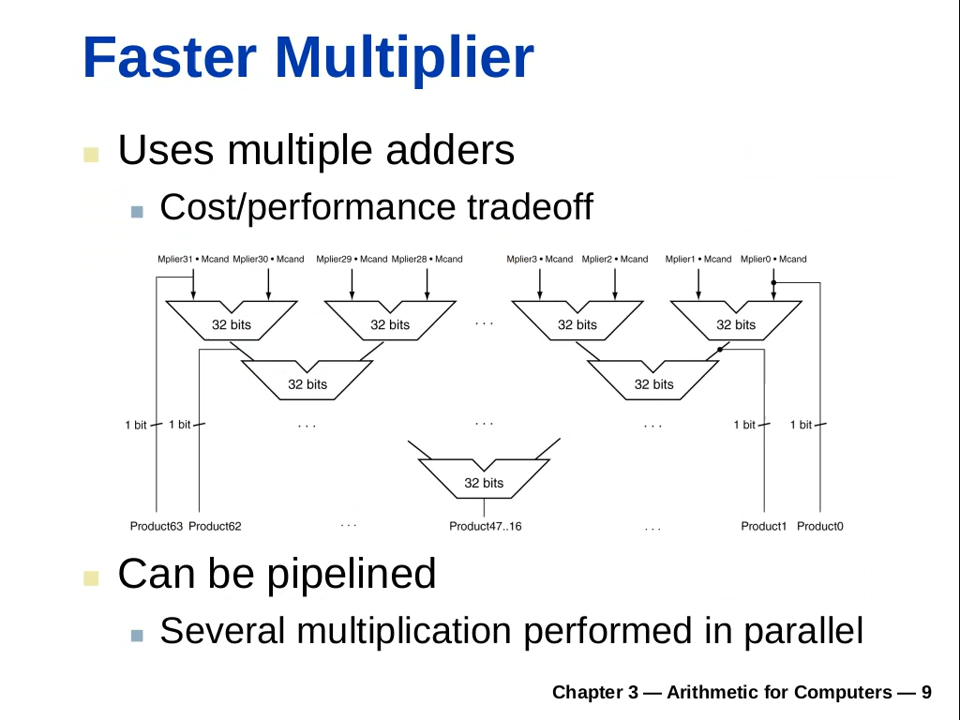 Faster Multiplier
Uses multiple adders
Cost/performance tradeoff
Mplier31 • Mcand Mplier30 • Mcand Mplier29 • Mcand Mplier28 • Mcand Mplier3 • Mcand Mplier2 • Mcand Mplier1 • Mcand Mplier0 • Mcand
32 bits 32 bits . . . 32 bits 32 bits
32 bits 32 bits
1 bit 1 bit . . . . . . . . . 1 bit 1 bit
32 bits
Product63 Product62 . . . Product47..16 . . . Product1 Product0
Can be pipelined
Several multiplication performed in parallel
Chapter 3 — Arithmetic for Computers — 9